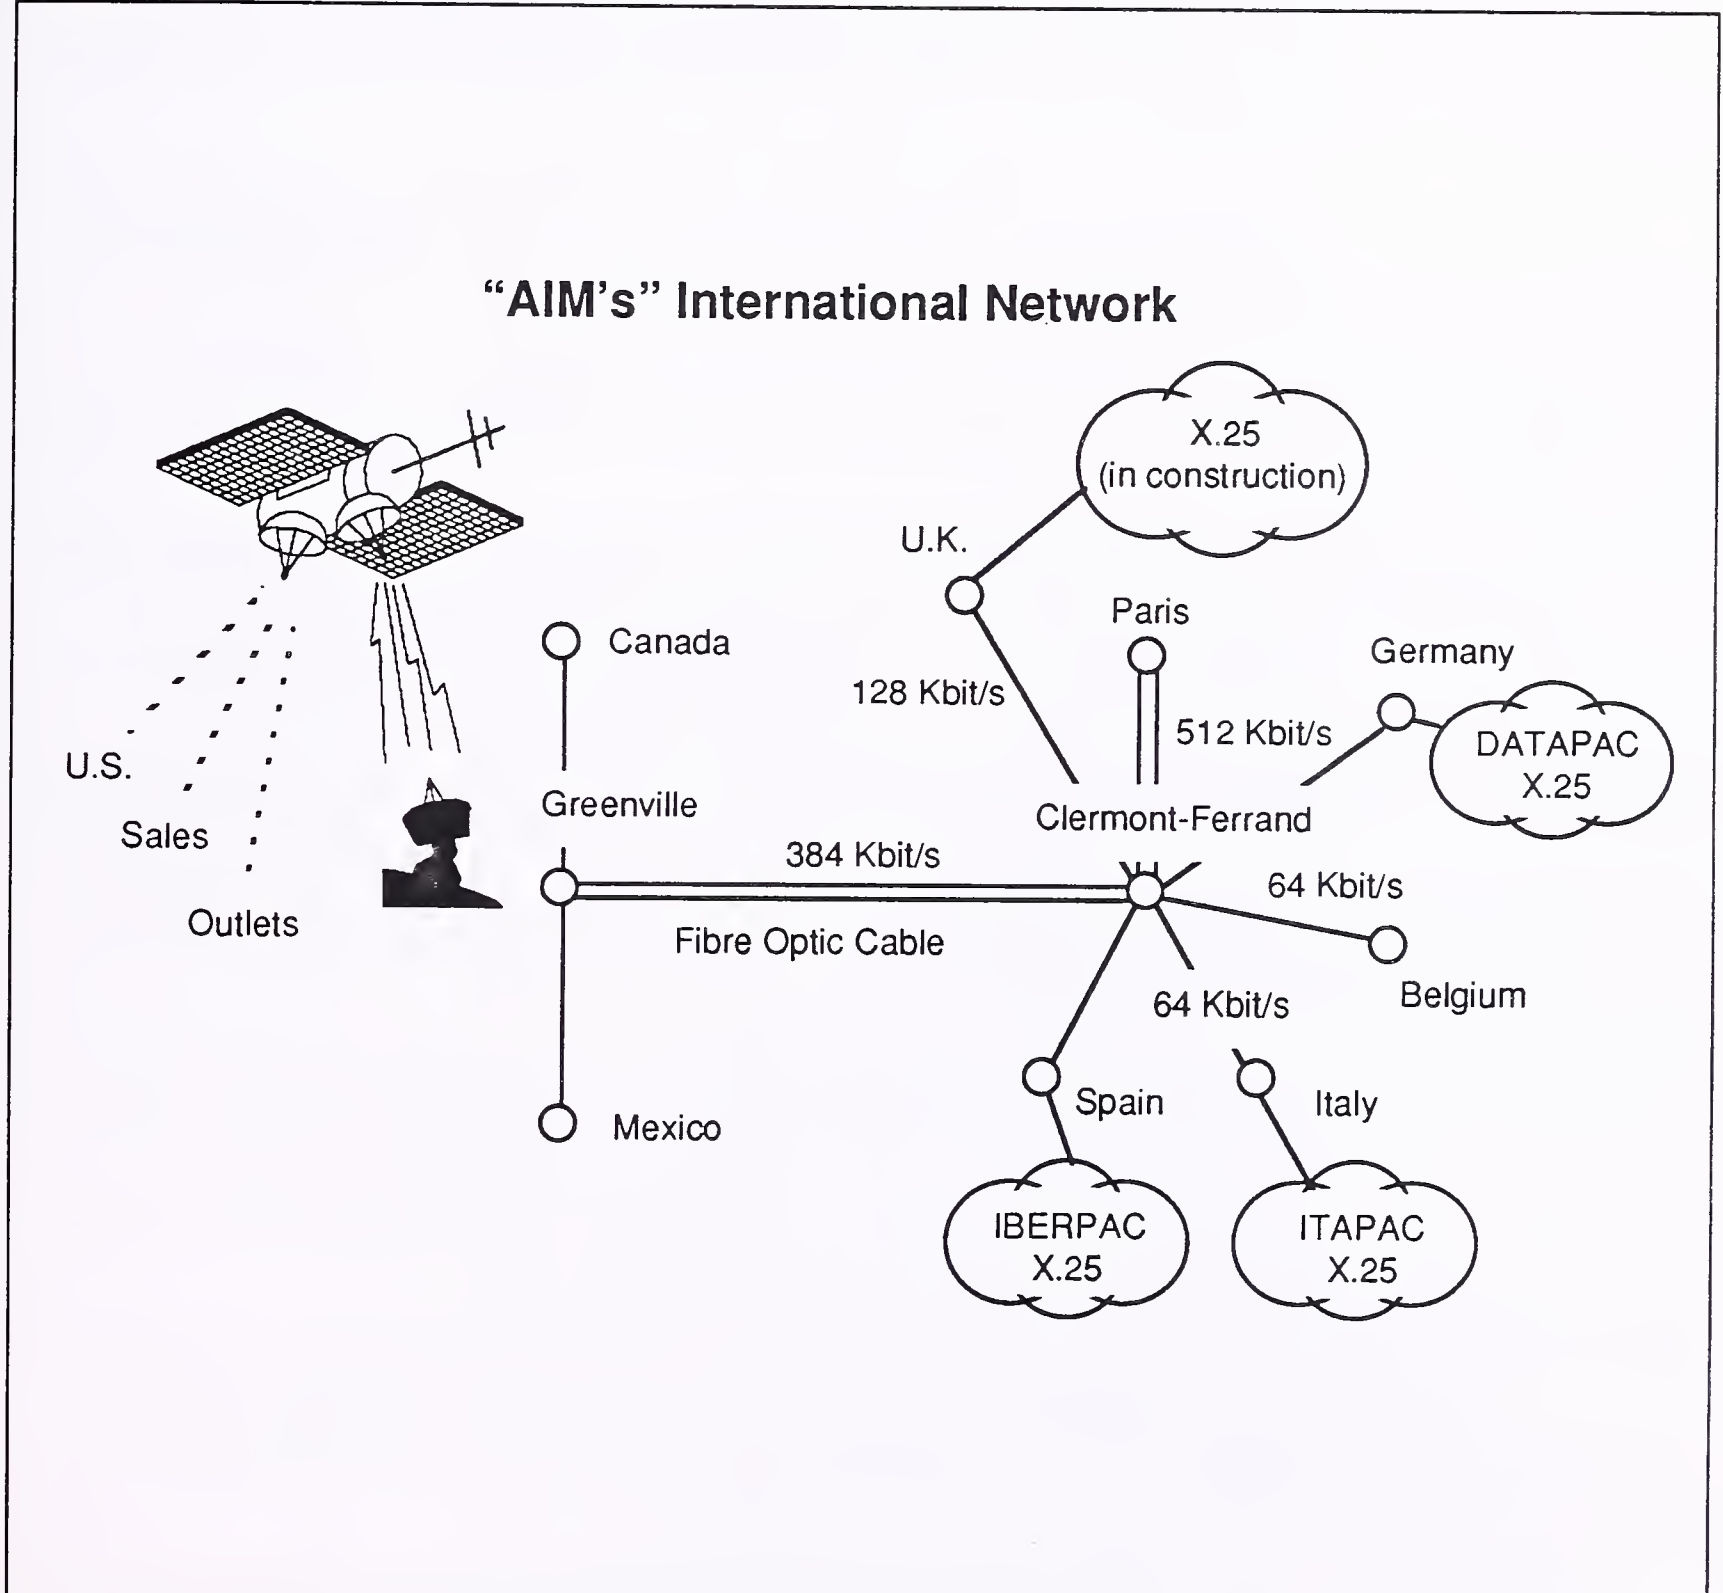 “AIM’s” International Network
X.25
(in construction)
U.K.
Paris
Canada
Germany
128 Kbit/s
512 Kbit/s
DATAPAC
X.25
U.S.
Greenville
Clermont-Ferrand
Sales
384 Kbit/s
64 Kbit/s
Outlets
Fibre Optic Cable
Belgium
64 Kbit/s
Spain
Italy
Mexico
IBERPAC
X.25
ITAPAC
X.25